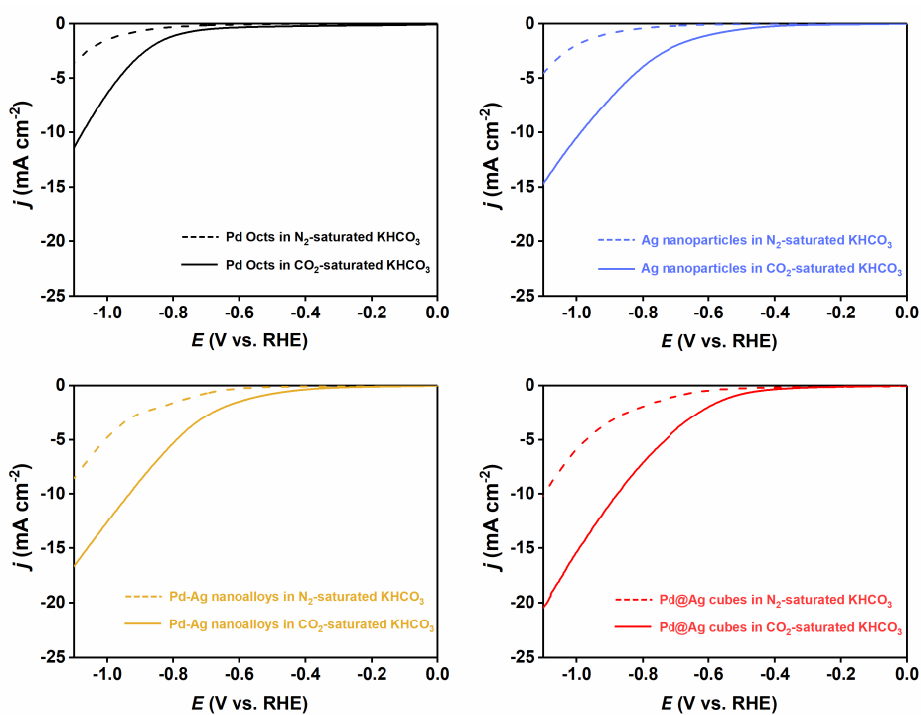 0
-5
-10
-15
-20
-25
j (mA cm⁻²)
Pd Octs in N₂-saturated KHCO₃
Pd Octs in CO₂-saturated KHCO₃
-1.0 -0.8 -0.6 -0.4 -0.2 0.0
E (V vs. RHE)
0
-5
-10
-15
-20
-25
j (mA cm⁻²)
Ag nanoparticles in N₂-saturated KHCO₃
Ag nanoparticles in CO₂-saturated KHCO₃
-1.0 -0.8 -0.6 -0.4 -0.2 0.0
E (V vs. RHE)
0
-5
-10
-15
-20
-25
j (mA cm⁻²)
Pd-Ag nanoalloys in N₂-saturated KHCO₃
Pd-Ag nanoalloys in CO₂-saturated KHCO₃
-1.0 -0.8 -0.6 -0.4 -0.2 0.0
E (V vs. RHE)
0
-5
-10
-15
-20
-25
j (mA cm⁻²)
Pd@Ag cubes in N₂-saturated KHCO₃
Pd@Ag cubes in CO₂-saturated KHCO₃
-1.0 -0.8 -0.6 -0.4 -0.2 0.0
E (V vs. RHE)